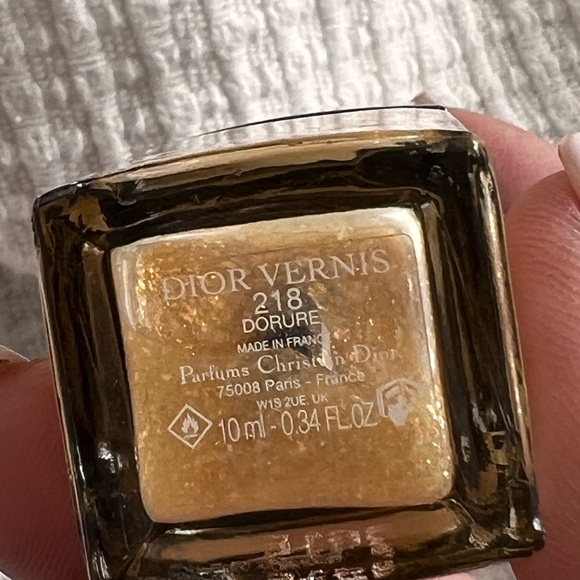 DIOR VERNIS
218
DORURE
MADE IN FRANCE
Parfums Christian Dior
75008 Paris - France
W1S 2UE, UK
10 ml - 0.34 FL.OZ